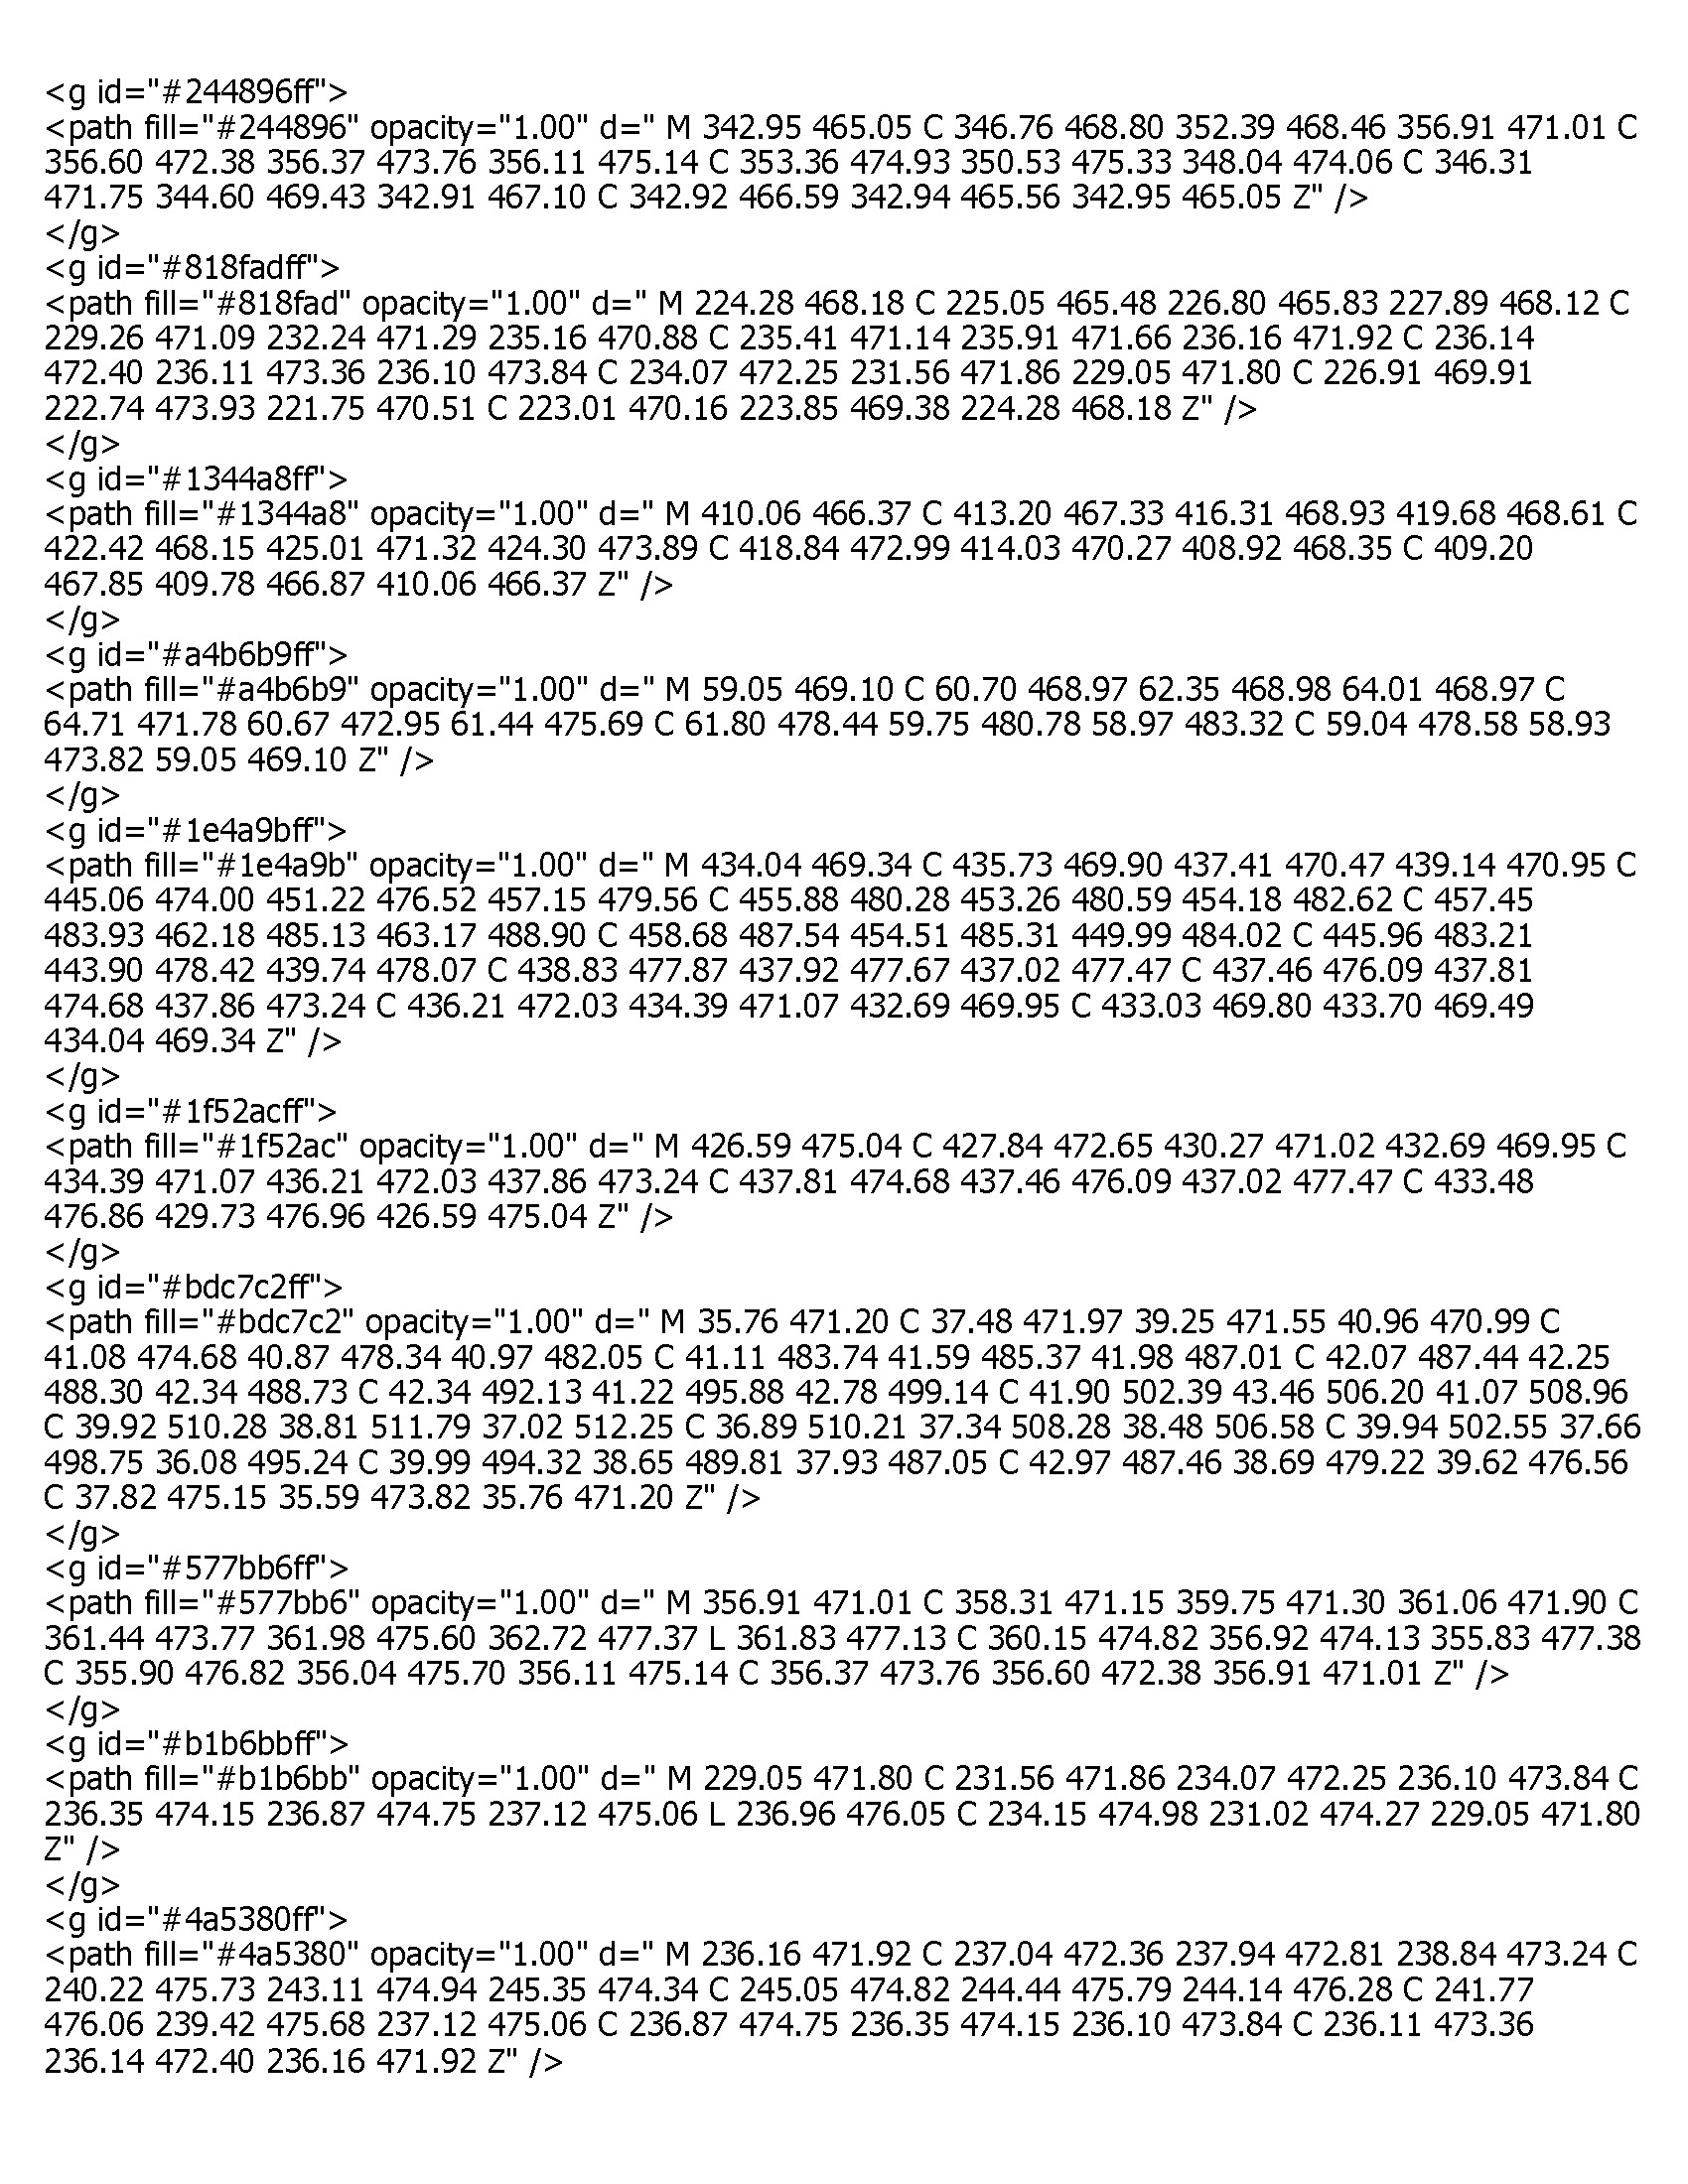 <g id="#244896ff">
<path fill="#244896" opacity="1.00" d=" M 342.95 465.05 C 346.76 468.80 352.39 468.46 356.91 471.01 C
356.60 472.38 356.37 473.76 356.11 475.14 C 353.36 474.93 350.53 475.33 348.04 474.06 C 346.31
471.75 344.60 469.43 342.91 467.10 C 342.92 466.59 342.94 465.56 342.95 465.05 Z" />
</g>
<g id="#818fadff">
<path fill="#818fad" opacity="1.00" d=" M 224.28 468.18 C 225.05 465.48 226.80 465.83 227.89 468.12 C
229.26 471.09 232.24 471.29 235.16 470.88 C 235.41 471.14 235.91 471.66 236.16 471.92 C 236.14
472.40 236.11 473.36 236.10 473.84 C 234.07 472.25 231.56 471.86 229.05 471.80 C 226.91 469.91
222.74 473.93 221.75 470.51 C 223.01 470.16 223.85 469.38 224.28 468.18 Z" />
</g>
<g id="#1344a8ff">
<path fill="#1344a8" opacity="1.00" d=" M 410.06 466.37 C 413.20 467.33 416.31 468.93 419.68 468.61 C
422.42 468.15 425.01 471.32 424.30 473.89 C 418.84 472.99 414.03 470.27 408.92 468.35 C 409.20
467.85 409.78 466.87 410.06 466.37 Z" />
</g>
<g id="#a4b6b9ff">
<path fill="#a4b6b9" opacity="1.00" d=" M 59.05 469.10 C 60.70 468.97 62.35 468.98 64.01 468.97 C
64.71 471.78 60.67 472.95 61.44 475.69 C 61.80 478.44 59.75 480.78 58.97 483.32 C 59.04 478.58 58.93
473.82 59.05 469.10 Z" />
</g>
<g id="#1e4a9bff">
<path fill="#1e4a9b" opacity="1.00" d=" M 434.04 469.34 C 435.73 469.90 437.41 470.47 439.14 470.95 C
445.06 474.00 451.22 476.52 457.15 479.56 C 455.88 480.28 453.26 480.59 454.18 482.62 C 457.45
483.93 462.18 485.13 463.17 488.90 C 458.68 487.54 454.51 485.31 449.99 484.02 C 445.96 483.21
443.90 478.42 439.74 478.07 C 438.83 477.87 437.92 477.67 437.02 477.47 C 437.46 476.09 437.81
474.68 437.86 473.24 C 436.21 472.03 434.39 471.07 432.69 469.95 C 433.03 469.80 433.70 469.49
434.04 469.34 Z" />
</g>
<g id="#1f52acff">
<path fill="#1f52ac" opacity="1.00" d=" M 426.59 475.04 C 427.84 472.65 430.27 471.02 432.69 469.95 C
434.39 471.07 436.21 472.03 437.86 473.24 C 437.81 474.68 437.46 476.09 437.02 477.47 C 433.48
476.86 429.73 476.96 426.59 475.04 Z" />
</g>
<g id="#bdc7c2ff">
<path fill="#bdc7c2" opacity="1.00" d=" M 35.76 471.20 C 37.48 471.97 39.25 471.55 40.96 470.99 C
41.08 474.68 40.87 478.34 40.97 482.05 C 41.11 483.74 41.59 485.37 41.98 487.01 C 42.07 487.44 42.25
488.30 42.34 488.73 C 42.34 492.13 41.22 495.88 42.78 499.14 C 41.90 502.39 43.46 506.20 41.07 508.96
C 39.92 510.28 38.81 511.79 37.02 512.25 C 36.89 510.21 37.34 508.28 38.48 506.58 C 39.94 502.55 37.66
498.75 36.08 495.24 C 39.99 494.32 38.65 489.81 37.93 487.05 C 42.97 487.46 38.69 479.22 39.62 476.56
C 37.82 475.15 35.59 473.82 35.76 471.20 Z" />
</g>
<g id="#577bb6ff">
<path fill="#577bb6" opacity="1.00" d=" M 356.91 471.01 C 358.31 471.15 359.75 471.30 361.06 471.90 C
361.44 473.77 361.98 475.60 362.72 477.37 L 361.83 477.13 C 360.15 474.82 356.92 474.13 355.83 477.38
C 355.90 476.82 356.04 475.70 356.11 475.14 C 356.37 473.76 356.60 472.38 356.91 471.01 Z" />
</g>
<g id="#b1b6bbff">
<path fill="#b1b6bb" opacity="1.00" d=" M 229.05 471.80 C 231.56 471.86 234.07 472.25 236.10 473.84 C
236.35 474.15 236.87 474.75 237.12 475.06 L 236.96 476.05 C 234.15 474.98 231.02 474.27 229.05 471.80
Z" />
</g>
<g id="#4a5380ff">
<path fill="#4a5380" opacity="1.00" d=" M 236.16 471.92 C 237.04 472.36 237.94 472.81 238.84 473.24 C
240.22 475.73 243.11 474.94 245.35 474.34 C 245.05 474.82 244.44 475.79 244.14 476.28 C 241.77
476.06 239.42 475.68 237.12 475.06 C 236.87 474.75 236.35 474.15 236.10 473.84 C 236.11 473.36
236.14 472.40 236.16 471.92 Z" />